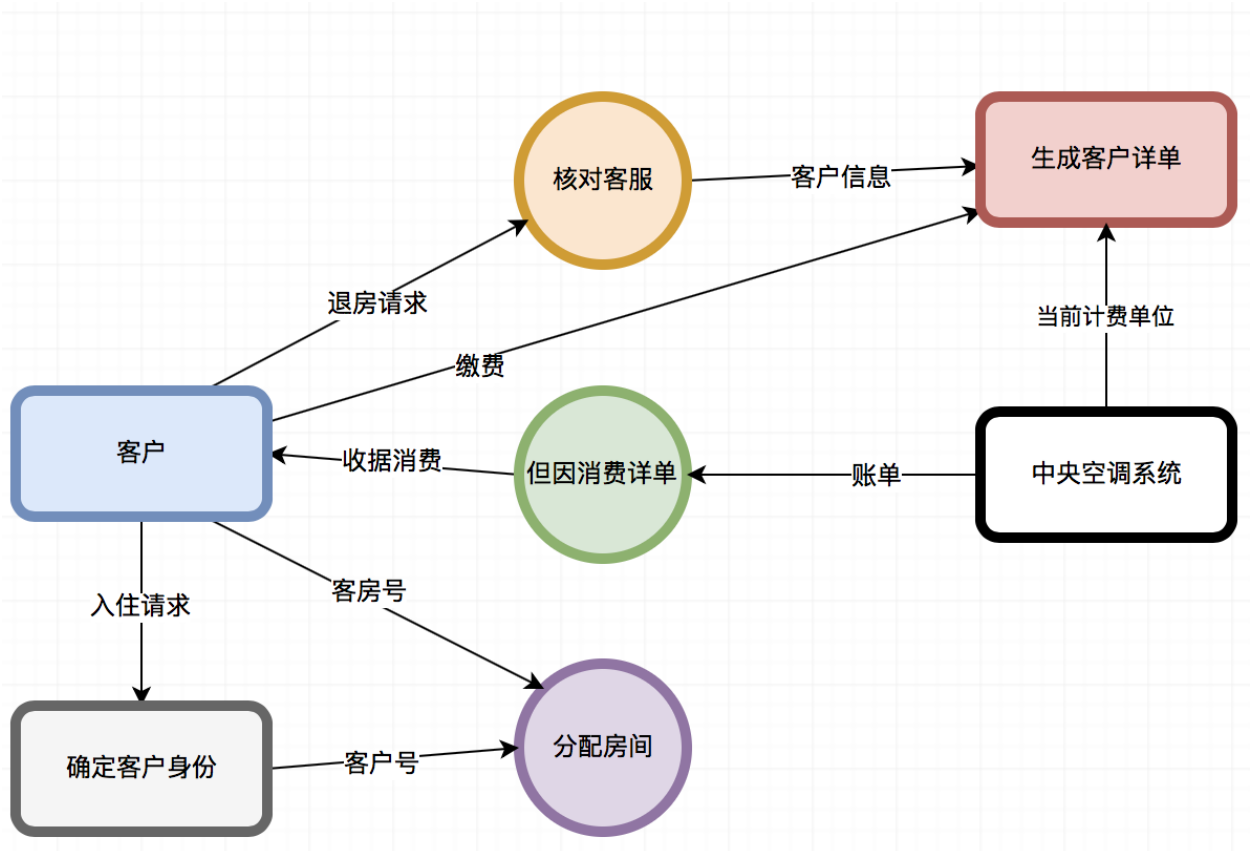 核对客服
客户信息
生成客户详单
退房请求
当前计费单位
缴费
客户
收据消费
但因消费详单
账单
中央空调系统
客房号
入住请求
分配房间
客户号
确定客户身份